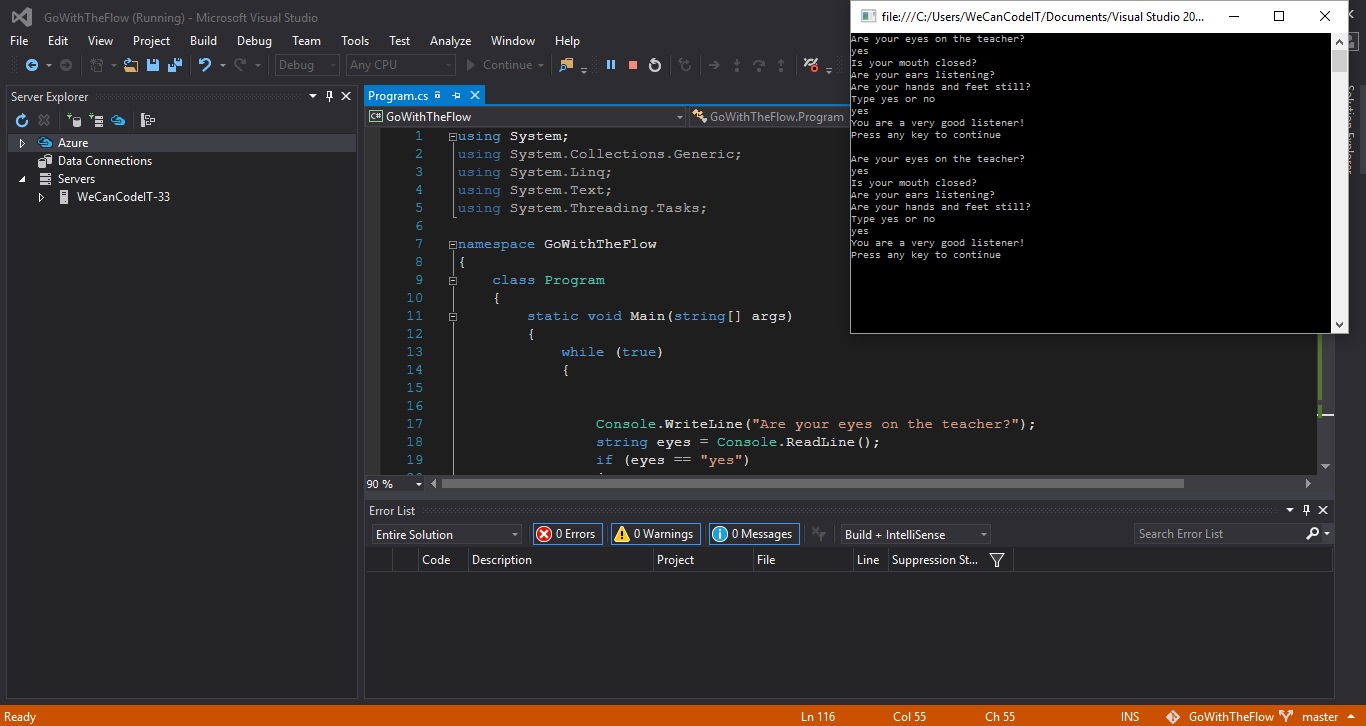 GoWithTheFlow (Running) - Microsoft Visual Studio
File Edit View Project Build Debug Team Tools Test Analyze Window Help
Debug Any CPU Continue
Server Explorer
Azure
Data Connections
Servers
WeCanCodeIT-33
Program.cs
GoWithTheFlow GoWithTheFlow.Program
1 using System;
2 using System.Collections.Generic;
3 using System.Linq;
4 using System.Text;
5 using System.Threading.Tasks;
6
7 namespace GoWithTheFlow
8 {
9 class Program
10 {
11 static void Main(string[] args)
12 {
13 while (true)
14 {
15
16
17 Console.WriteLine("Are your eyes on the teacher?");
18 string eyes = Console.ReadLine();
19 if (eyes == "yes")
90 %
file:///C:/Users/WeCanCodeIT/Documents/Visual Studio 20...
Are your eyes on the teacher?
yes
Is your mouth closed?
Are your ears listening?
Are your hands and feet still?
Type yes or no
yes
You are a very good listener!
Press any key to continue
Are your eyes on the teacher?
yes
Is your mouth closed?
Are your ears listening?
Are your hands and feet still?
Type yes or no
yes
You are a very good listener!
Press any key to continue
Error List
Entire Solution 0 Errors 0 Warnings 0 Messages Build + IntelliSense Search Error List
Code Description Project File Line Suppression St...
Ready Ln 116 Col 55 Ch 55 INS GoWithTheFlow master